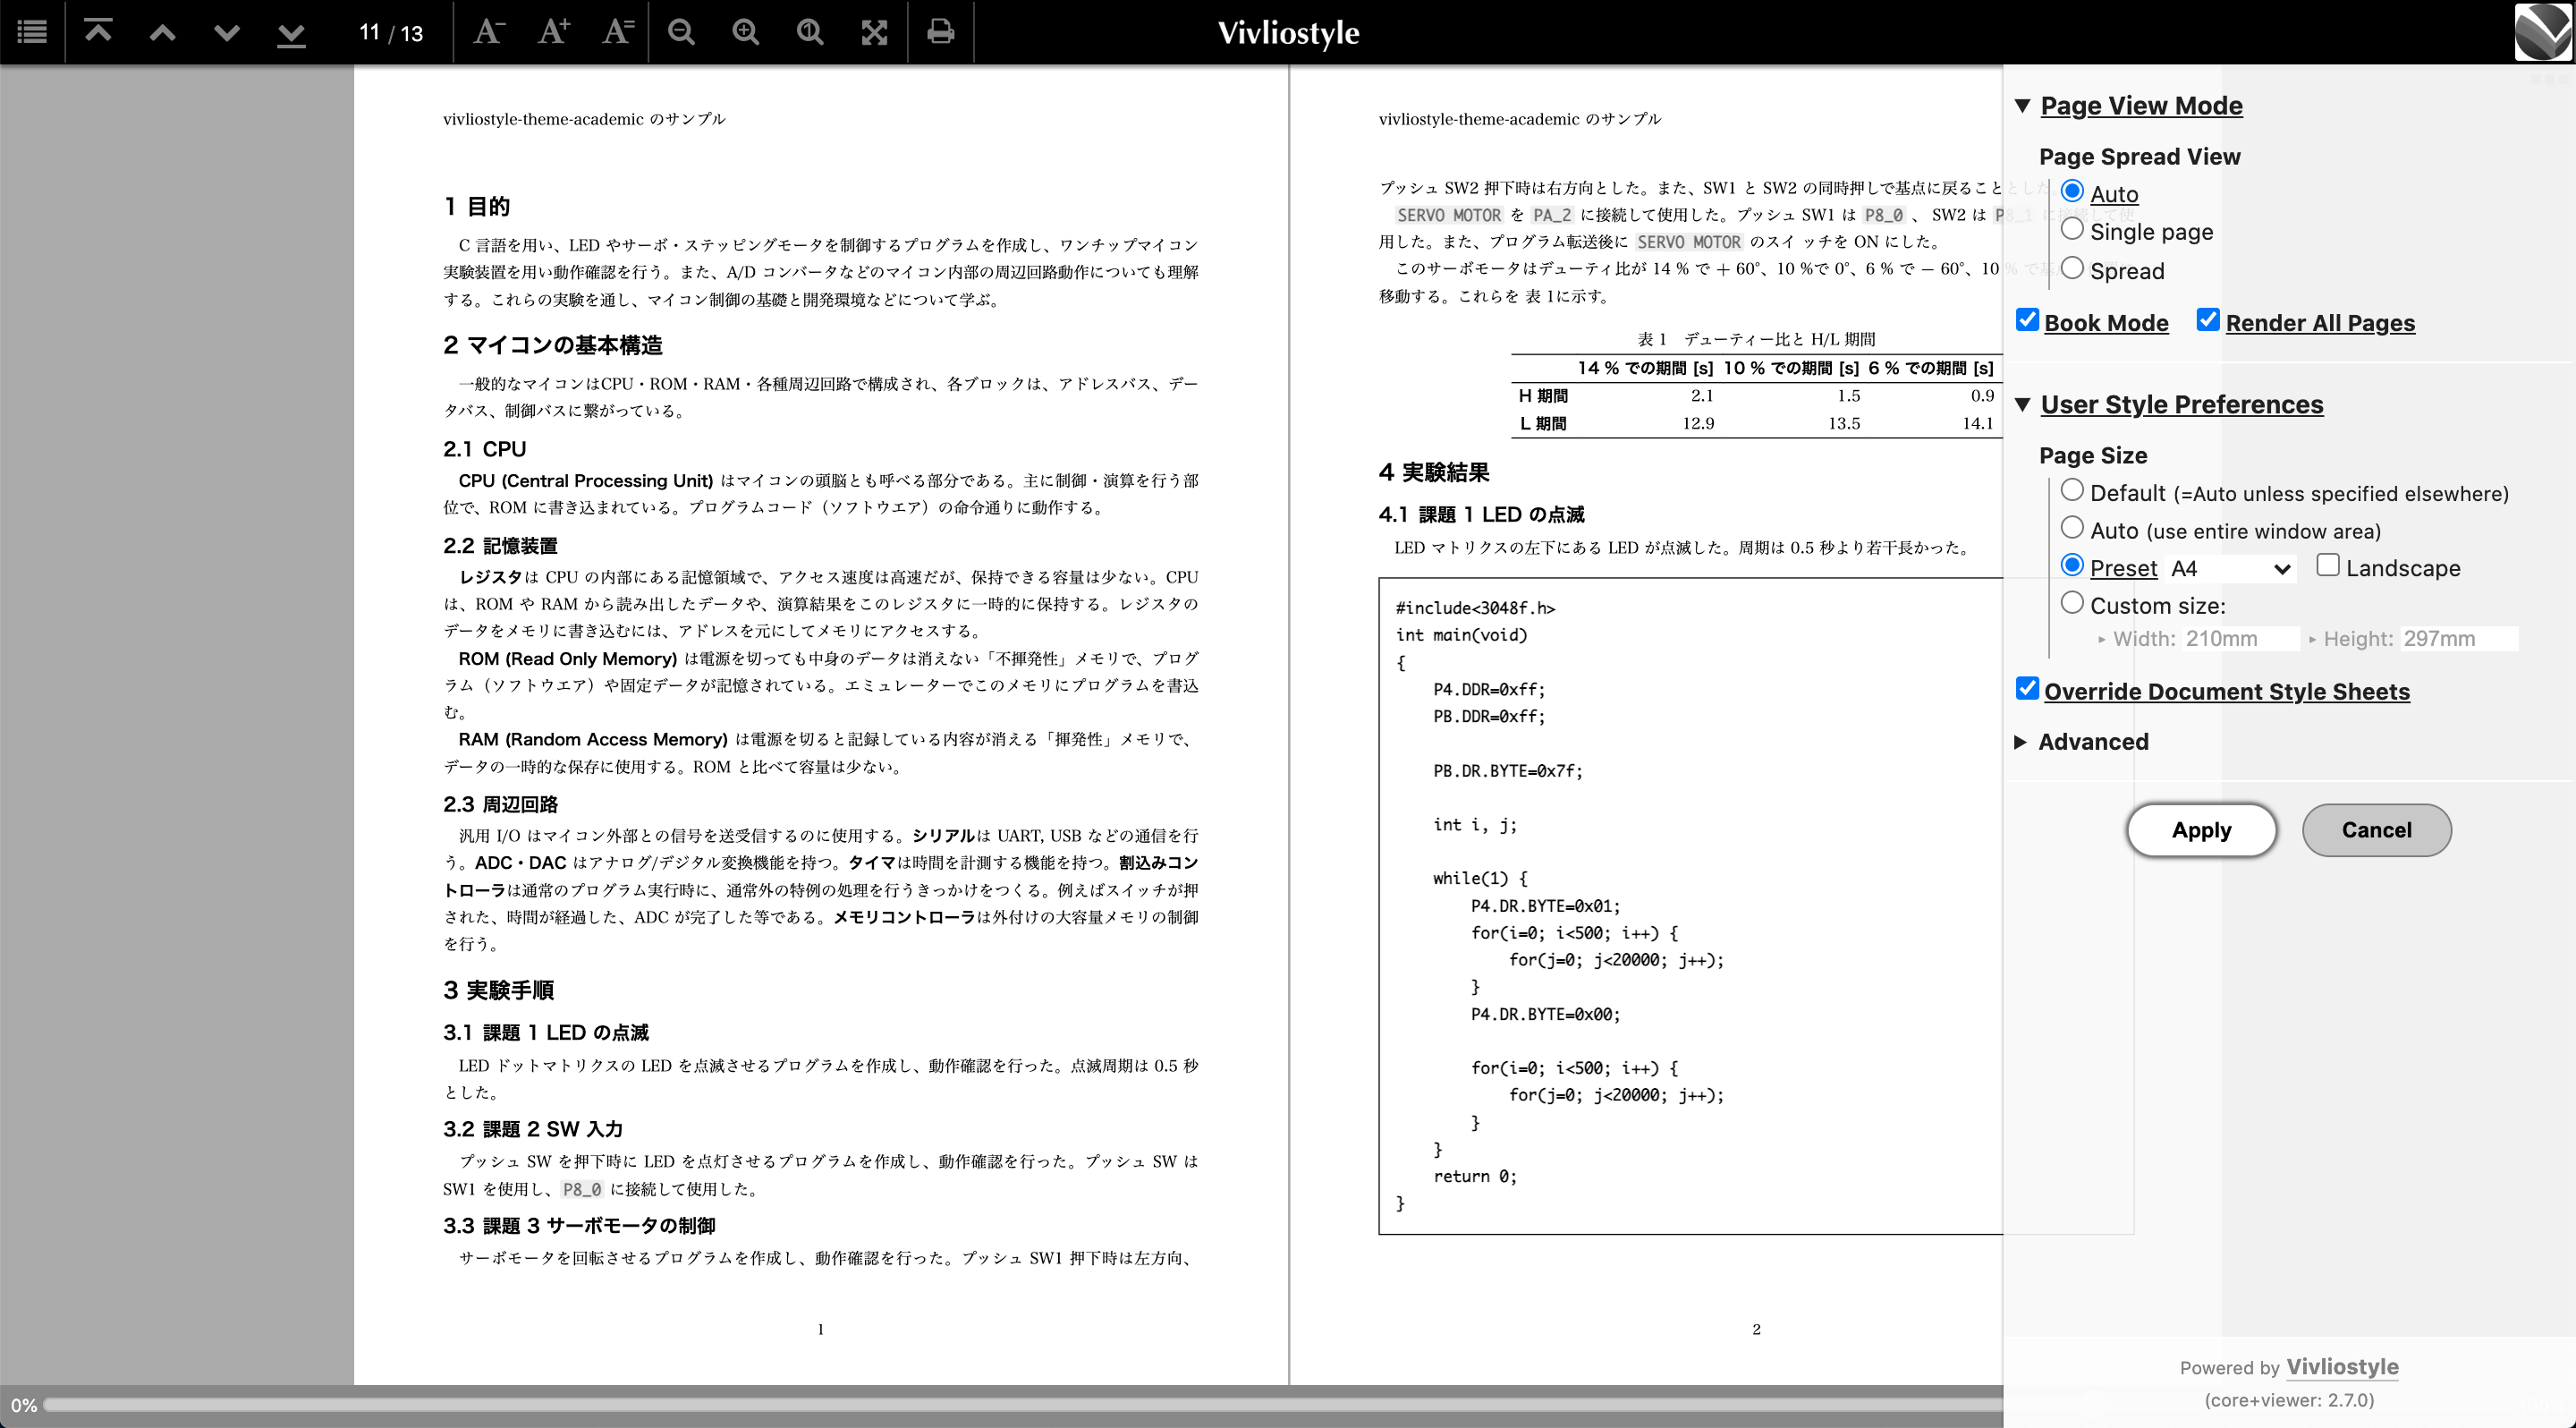 11 / 13
A− A+ A=
Vivliostyle
vivliostyle-theme-academic のサンプル
1 目的
C 言語を用い、LED やサーボ・ステッピングモータを制御するプログラムを作成し、ワンチップマイコン
実験装置を用い動作確認を行う。また、A/D コンバータなどのマイコン内部の周辺回路動作についても理解
する。これらの実験を通し、マイコン制御の基礎と開発環境などについて学ぶ。
2 マイコンの基本構造
一般的なマイコンはCPU・ROM・RAM・各種周辺回路で構成され、各ブロックは、アドレスバス、デー
タバス、制御バスに繋がっている。
2.1 CPU
CPU (Central Processing Unit) はマイコンの頭脳とも呼べる部分である。主に制御・演算を行う部
位で、ROM に書き込まれている。プログラムコード（ソフトウエア）の命令通りに動作する。
2.2 記憶装置
レジスタは CPU の内部にある記憶領域で、アクセス速度は高速だが、保持できる容量は少ない。CPU
は、ROM や RAM から読み出したデータや、演算結果をこのレジスタに一時的に保持する。レジスタの
データをメモリに書き込むには、アドレスを元にしてメモリにアクセスする。
ROM (Read Only Memory) は電源を切っても中身のデータは消えない「不揮発性」メモリで、プログ
ラム（ソフトウエア）や固定データが記憶されている。エミュレーターでこのメモリにプログラムを書込
む。
RAM (Random Access Memory) は電源を切ると記録している内容が消える「揮発性」メモリで、
データの一時的な保存に使用する。ROM と比べて容量は少ない。
2.3 周辺回路
汎用 I/O はマイコン外部との信号を送受信するのに使用する。シリアルは UART, USB などの通信を行
う。ADC・DAC はアナログ/デジタル変換機能を持つ。タイマは時間を計測する機能を持つ。割込みコン
トローラは通常のプログラム実行時に、通常外の特例の処理を行うきっかけをつくる。例えばスイッチが押
された、時間が経過した、ADC が完了した等である。メモリコントローラは外付けの大容量メモリの制御
を行う。
3 実験手順
3.1 課題 1 LED の点滅
LED ドットマトリクスの LED を点滅させるプログラムを作成し、動作確認を行った。点滅周期は 0.5 秒
とした。
3.2 課題 2 SW 入力
プッシュ SW を押下時に LED を点灯させるプログラムを作成し、動作確認を行った。プッシュ SW は
SW1 を使用し、 P8_0 に接続して使用した。
3.3 課題 3 サーボモータの制御
サーボモータを回転させるプログラムを作成し、動作確認を行った。プッシュ SW1 押下時は左方向、
1
vivliostyle-theme-academic のサンプル
プッシュ SW2 押下時は右方向とした。また、SW1 と SW2 の同時押しで基点に戻ることとした。
SERVO MOTOR を PA_2 に接続して使用した。プッシュ SW1 は P8_0 、 SW2 は P8_1 に接続して使
用した。また、プログラム転送後に SERVO MOTOR のスイ ッチを ON にした。
このサーボモータはデューティ比が 14 % で + 60°、10 %で 0°、6 % で − 60°、10 % で基
移動する。これらを 表 1に示す。
表 1　デューティー比と H/L 期間
14 % での期間 [s] 10 % での期間 [s] 6 % での期間 [s]
H 期間 2.1 1.5 0.9
L 期間 12.9 13.5 14.1
4 実験結果
4.1 課題 1 LED の点滅
LED マトリクスの左下にある LED が点滅した。周期は 0.5 秒より若干長かった。
#include<3048f.h>
int main(void)
{
    P4.DDR=0xff;
    PB.DDR=0xff;
    PB.DR.BYTE=0x7f;
    int i, j;
    while(1) {
        P4.DR.BYTE=0x01;
        for(i=0; i<500; i++) {
            for(j=0; j<20000; j++);
        }
        P4.DR.BYTE=0x00;
        for(i=0; i<500; i++) {
            for(j=0; j<20000; j++);
        }
    }
    return 0;
}
2
Page View Mode
Page Spread View
Auto
Single page
Spread
Book Mode Render All Pages
User Style Preferences
Page Size
Default (=Auto unless specified elsewhere)
Auto (use entire window area)
Preset A4 Landscape
Custom size:
Width: 210mm Height: 297mm
Override Document Style Sheets
Advanced
Apply Cancel
Powered by Vivliostyle
(core+viewer: 2.7.0)
0%